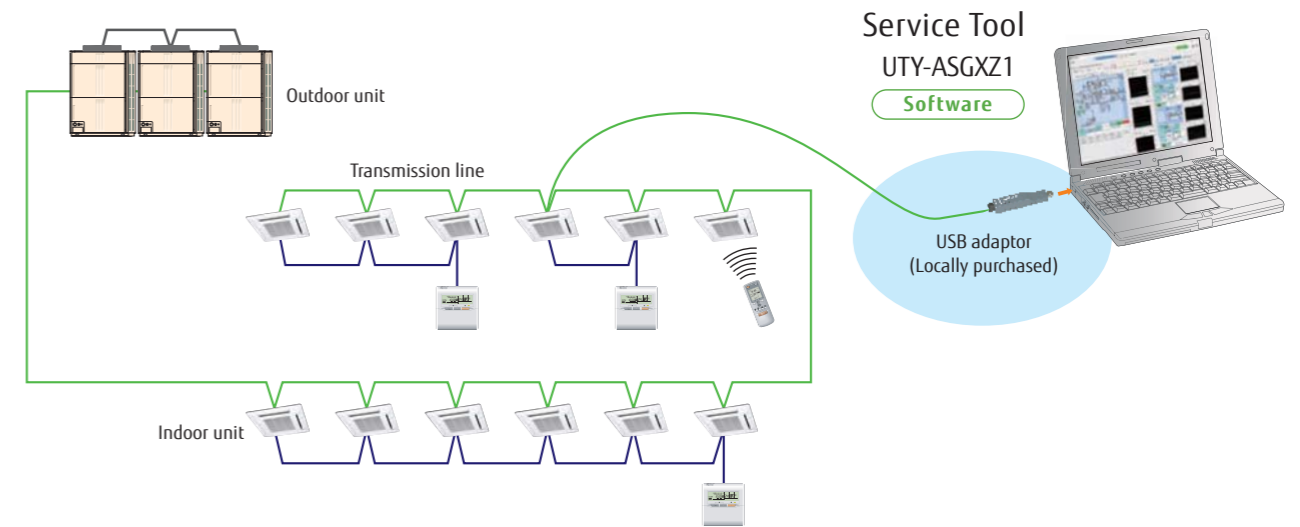 Service Tool
UTY-ASGXZ1
Software
Outdoor unit
Transmission line
USB adaptor
(Locally purchased)
Indoor unit